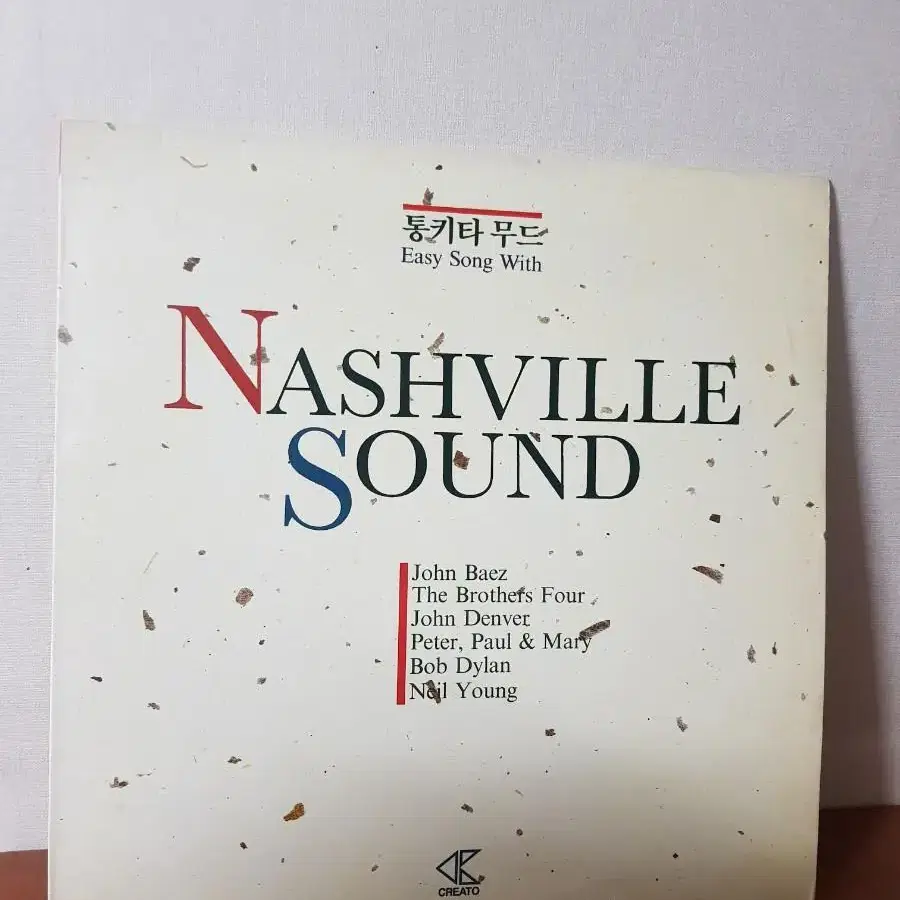 통키타 무드
Easy Song With
NASHVILLE
SOUND
John Baez
The Brothers Four
John Denver
Peter, Paul & Mary
Bob Dylan
Neil Young
CREATO